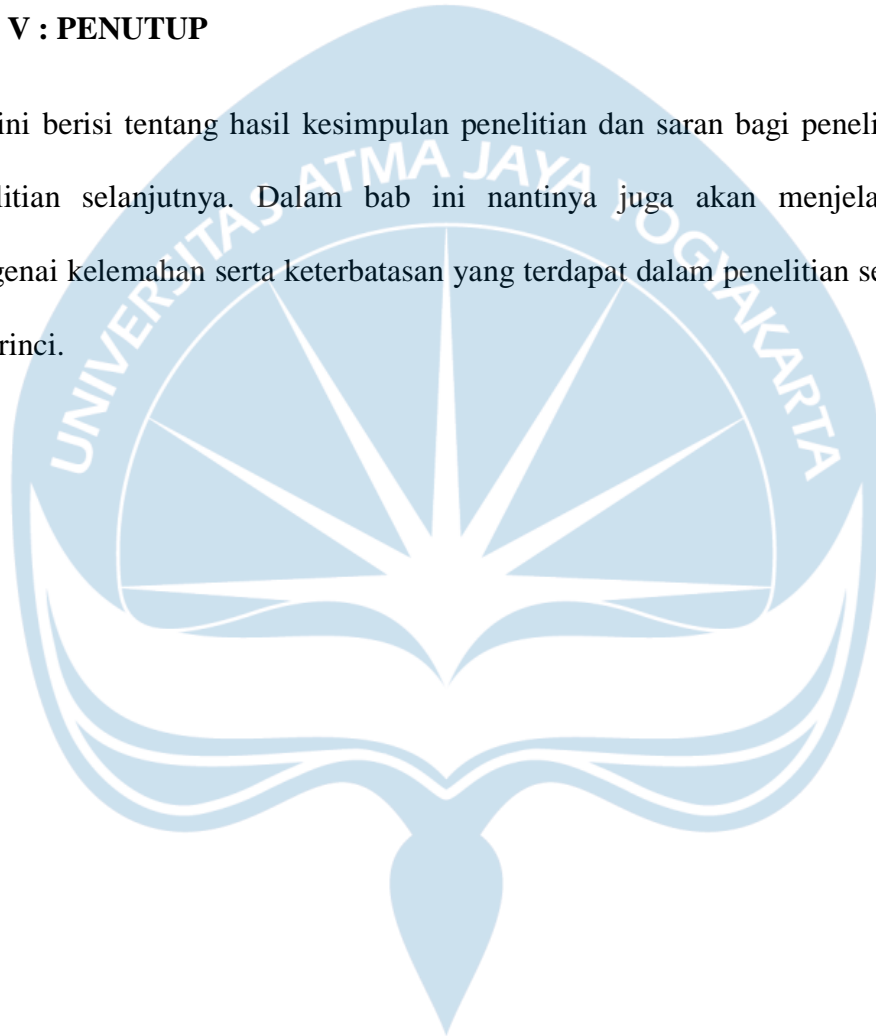 V : PENUTUP
ini berisi tentang hasil kesimpulan penelitian dan saran bagi peneli
litian selanjutnya. Dalam bab ini nantinya juga akan menjela
genai kelemahan serta keterbatasan yang terdapat dalam penelitian se
rinci.
UNIVERSITAS ATMA JAYA YOGYAKARTA